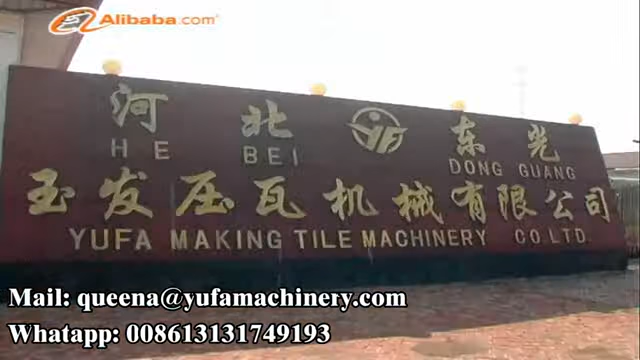 Alibaba.com
河 北 YF 东 光
HE BEI DONG GUANG
玉发压瓦机械有限公司
YUFA MAKING TILE MACHINERY CO.LTD.
Mail: queena@yufamachinery.com
Whatapp: 008613131749193